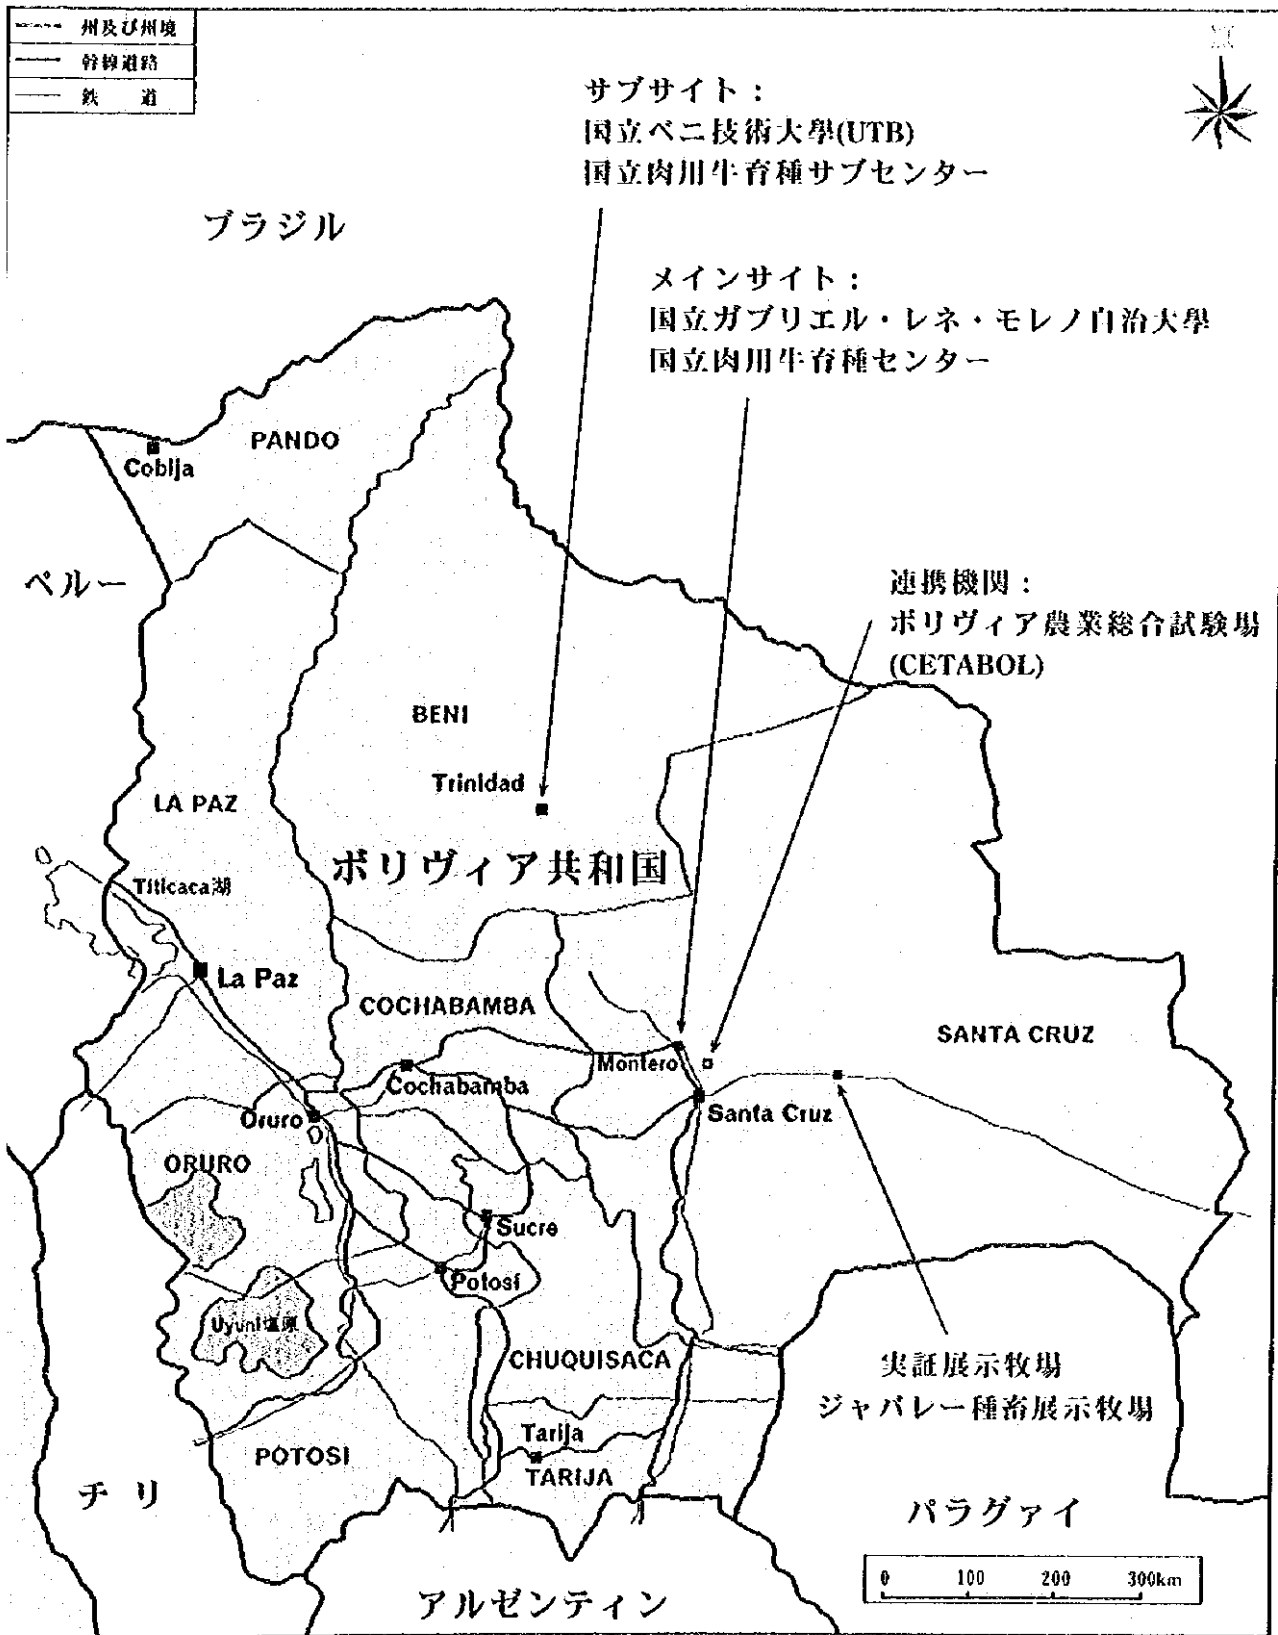 州及び州境
幹線道路
鉄 道
サブサイト：
国立ベニ技術大學(UTB)
国立肉用牛育種サブセンター
ブラジル
メインサイト：
国立ガブリエル・レネ・モレノ自治大學
国立肉用牛育種センター
PANDO
Cobija
ペルー
連携機関：
ボリヴィア農業総合試験場
(CETABOL)
BENI
Trinidad
LA PAZ
ボリヴィア共和国
Titicaca湖
La Paz
COCHABAMBA
SANTA CRUZ
Montero
Cochabamba
Oruro
Santa Cruz
ORURO
Sucre
Potosí
Uyuni塩原
CHUQUISACA
実証展示牧場
ジャバレー種畜展示牧場
Tarija
POTOSI
TARIJA
チリ
パラグァイ
0 100 200 300km
アルゼンティン